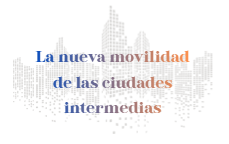 La nueva movilidad
de las ciudades
intermedias